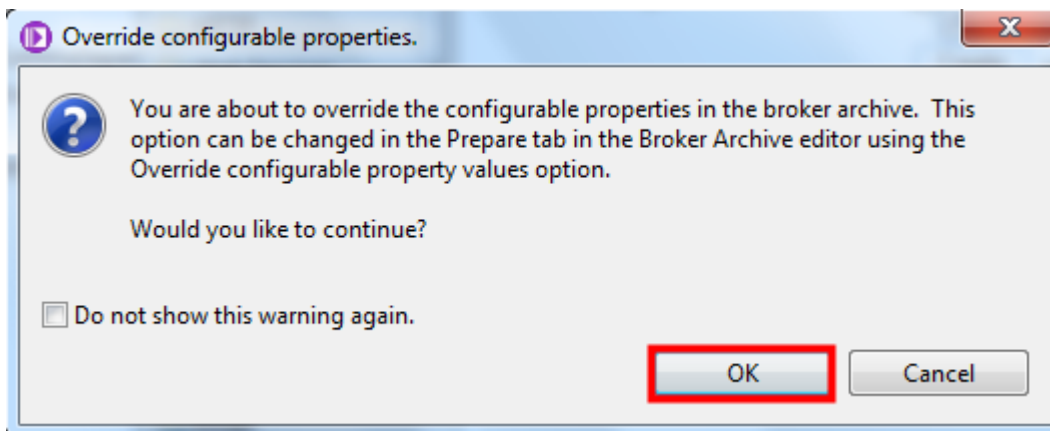 Override configurable properties.
You are about to override the configurable properties in the broker archive.  This
option can be changed in the Prepare tab in the Broker Archive editor using the
Override configurable property values option.
Would you like to continue?
Do not show this warning again.
OK
Cancel